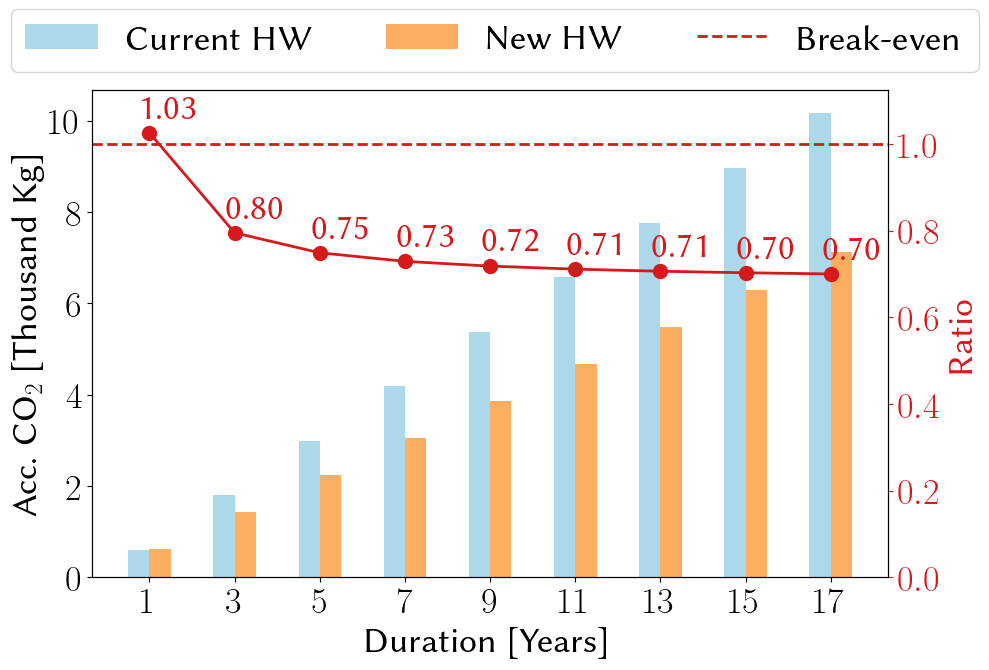 Current HW New HW Break-even
1.03 0.80 0.75 0.73 0.72 0.71 0.71 0.70 0.70
10
8
6
4
2
0
Acc. CO₂ [Thousand Kg]
1.0
0.8
0.6
0.4
0.2
0.0
Ratio
1 3 5 7 9 11 13 15 17
Duration [Years]